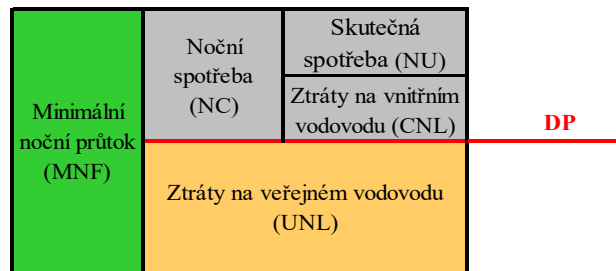 Minimální
noční průtok
(MNF)
Noční
spotřeba
(NC)
Skutečná
spotřeba (NU)
Ztráty na vnitřním
vodovodu (CNL)
DP
Ztráty na veřejném vodovodu
(UNL)